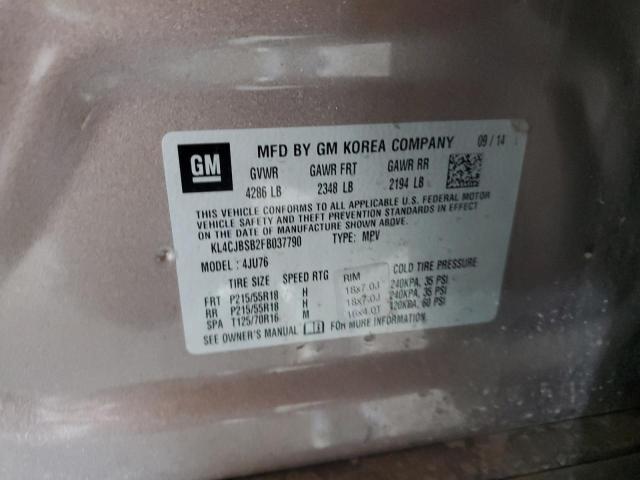 GM
MFD BY GM KOREA COMPANY 09/14
GVWR GAWR FRT GAWR RR
4286 LB 2348 LB 2194 LB
THIS VEHICLE CONFORMS TO ALL APPLICABLE U.S. FEDERAL MOTOR
VEHICLE SAFETY AND THEFT PREVENTION STANDARDS IN EFFECT
ON THE DATE OF MANUFACTURE SHOWN ABOVE.
KL4CJBSB2FB037790 TYPE: MPV
MODEL : 4JU76
TIRE SIZE SPEED RTG RIM COLD TIRE PRESSURE
FRT P215/55R18 H 18x7.0J 240KPA, 35 PSI
RR P215/55R18 H 18x7.0J 240KPA, 35 PSI
SPA T125/70R16 M 16x4.0T 420KPA, 60 PSI
SEE OWNER'S MANUAL FOR MORE INFORMATION